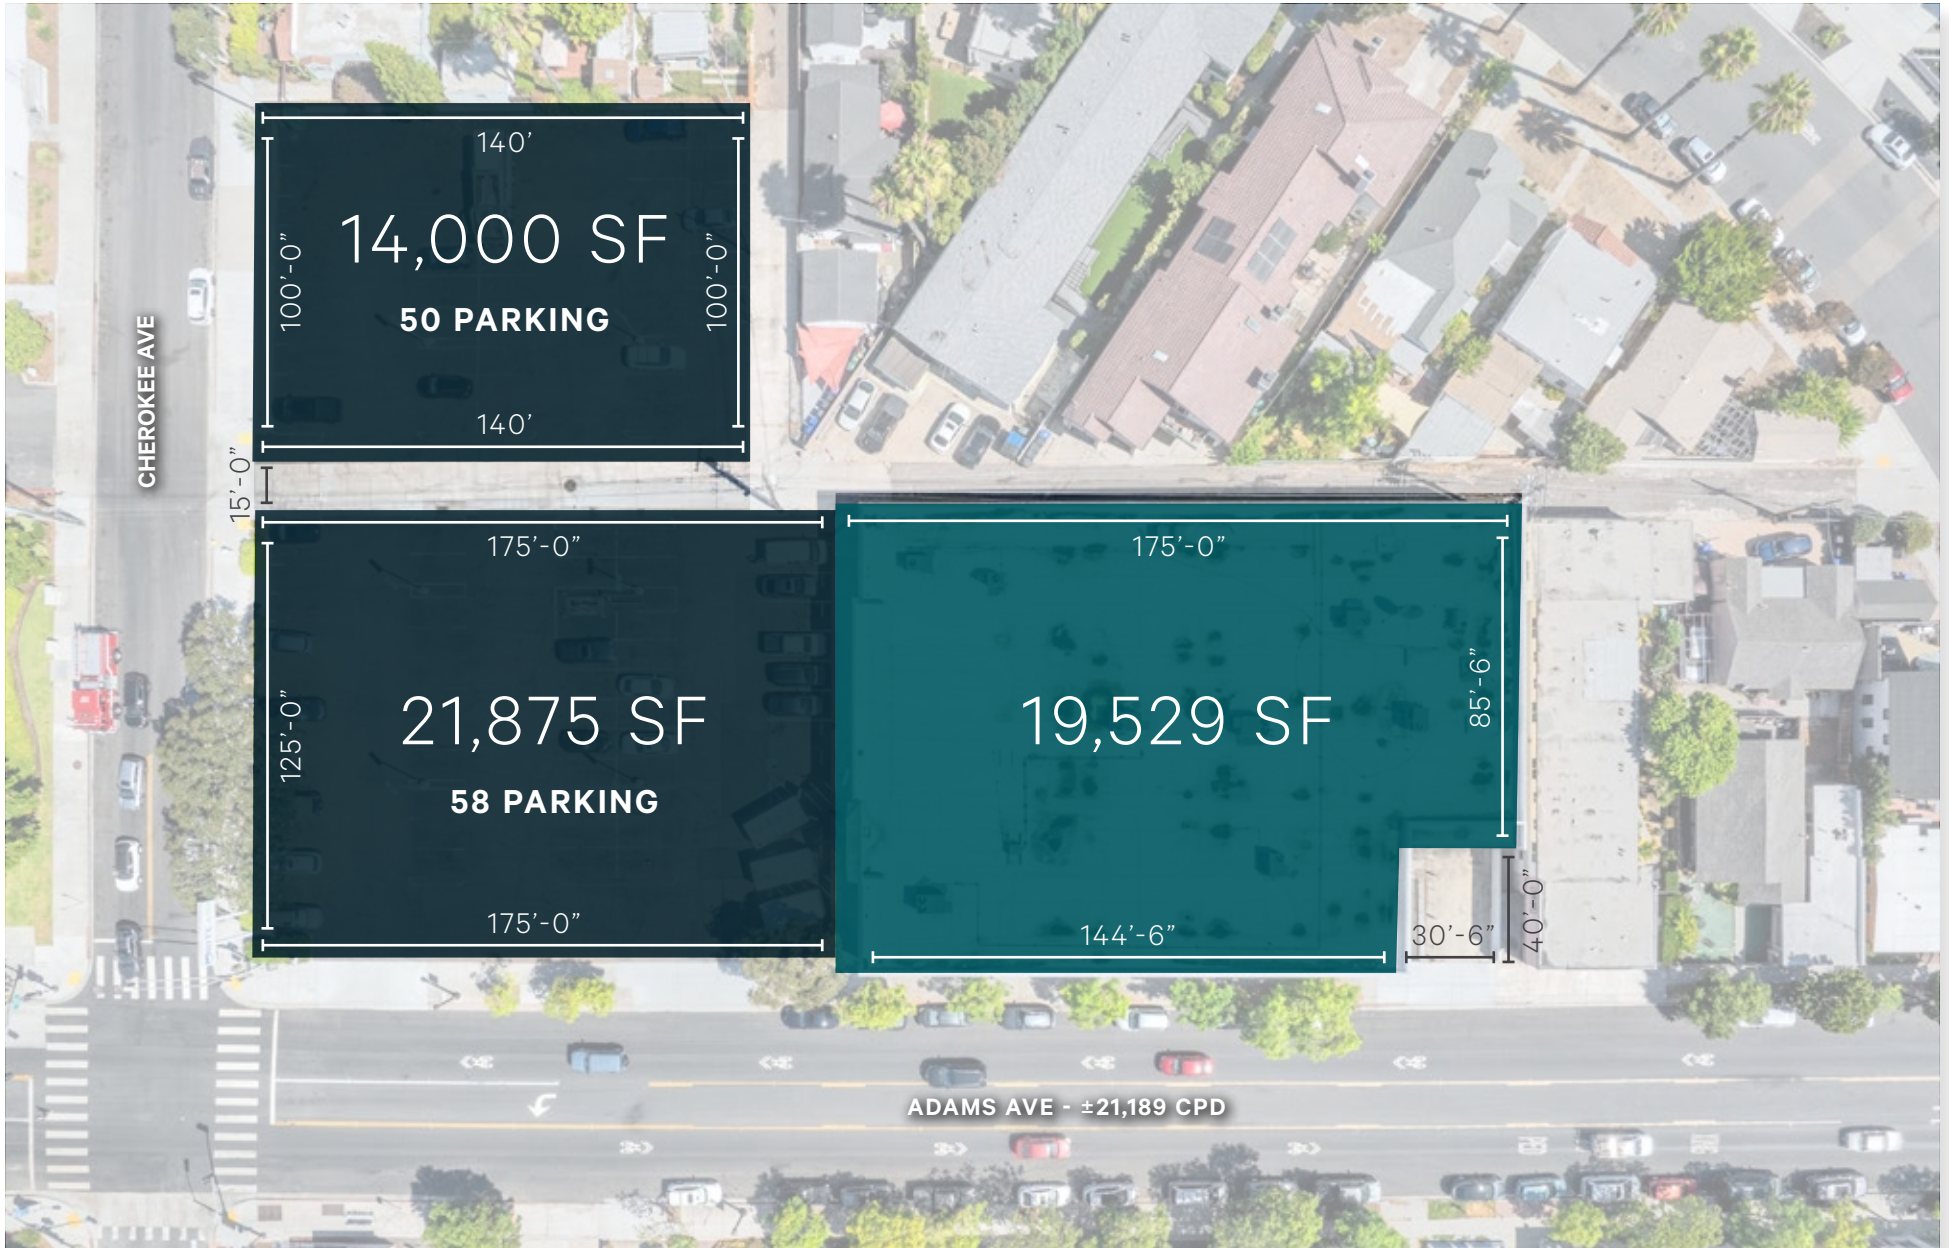 140'
14,000 SF
100'-0"
100'-0"
50 PARKING
140'
CHEROKEE AVE
15'-0"
175'-0"
175'-0"
125'-0"
21,875 SF
58 PARKING
19,529 SF
85'-6"
175'-0"
144'-6"
30'-6"
40'-0"
ADAMS AVE - ±21,189 CPD